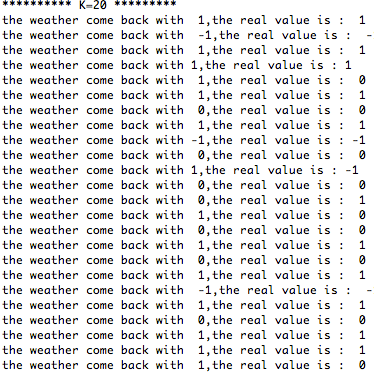 ********** K=20 *********
the weather come back with  1,the real value is :  1
the weather come back with  -1,the real value is :  -
the weather come back with  1,the real value is :  1
the weather come back with 1,the real value is : 1
the weather come back with  1,the real value is :  0
the weather come back with  1,the real value is :  1
the weather come back with  0,the real value is :  0
the weather come back with  1,the real value is :  1
the weather come back with -1,the real value is : -1
the weather come back with  0,the real value is :  0
the weather come back with 1,the real value is : -1
the weather come back with  0,the real value is :  0
the weather come back with  0,the real value is :  1
the weather come back with  1,the real value is :  0
the weather come back with  0,the real value is :  0
the weather come back with  1,the real value is :  0
the weather come back with  0,the real value is :  0
the weather come back with  1,the real value is :  1
the weather come back with  -1,the real value is :  -
the weather come back with  1,the real value is :  1
the weather come back with  0,the real value is :  0
the weather come back with  1,the real value is :  1
the weather come back with  1,the real value is :  1
the weather come back with  1,the real value is :  0